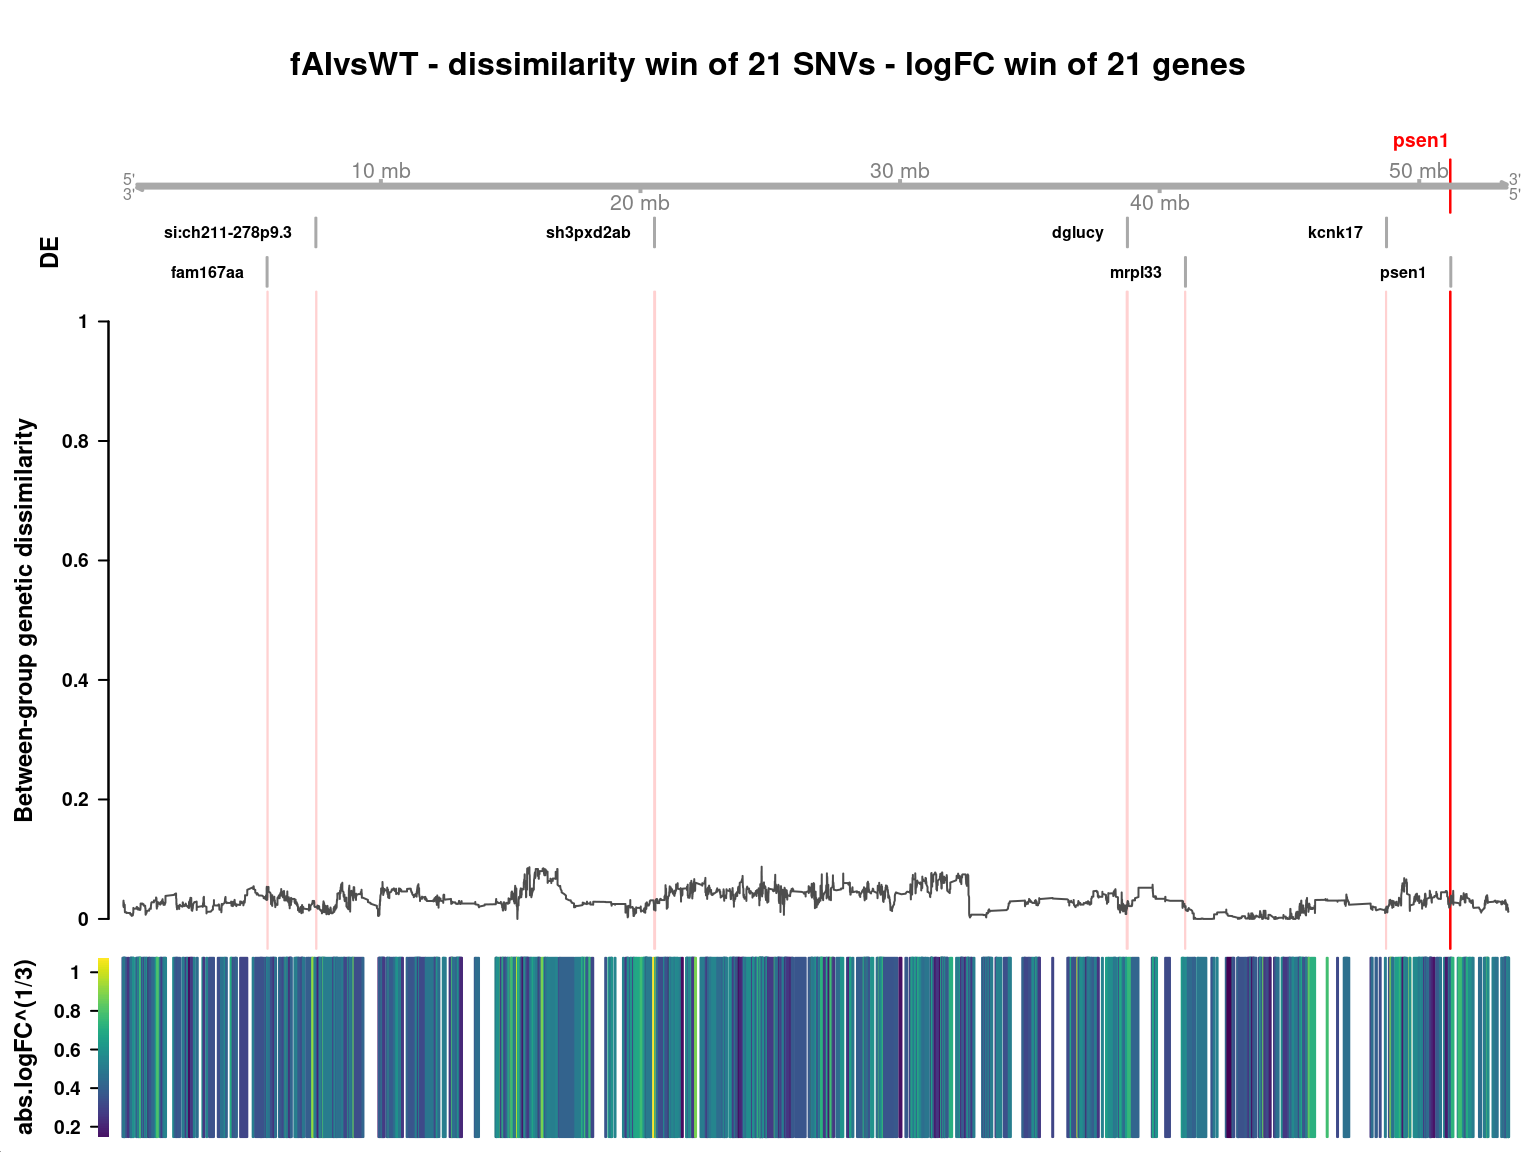 fAIvsWT - dissimilarity win of 21 SNVs - logFC win of 21 genes
psen1
10 mb 30 mb 50 mb
5' 3'
3' 5'
20 mb 40 mb
DE
si:ch211-278p9.3 sh3pxd2ab dglucy kcnk17
fam167aa mrpl33 psen1
Between-group genetic dissimilarity
1
0.8
0.6
0.4
0.2
0
abs.logFC^(1/3)
1
0.8
0.6
0.4
0.2